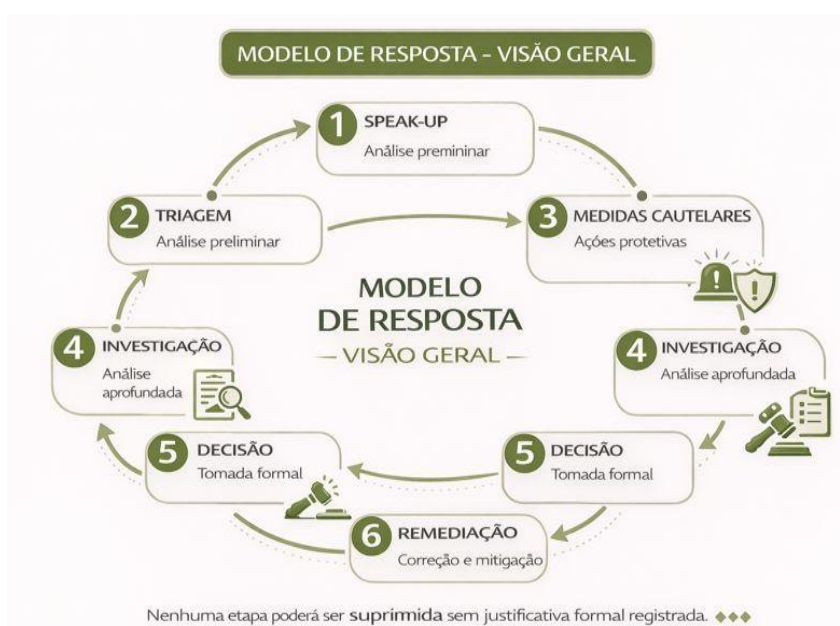 MODELO DE RESPOSTA – VISÃO GERAL
1 SPEAK-UP
Análise premininar
2 TRIAGEM
Análise preliminar
3 MEDIDAS CAUTELARES
Ações protetivas
MODELO
DE RESPOSTA
– VISÃO GERAL –
4 INVESTIGAÇÃO
Análise
aprofundada
4 INVESTIGAÇÃO
Análise aprofundada
5 DECISÃO
Tomada formal
5 DECISÃO
Tomada formal
6 REMEDIAÇÃO
Correção e mitigação
Nenhuma etapa poderá ser suprimida sem justificativa formal registrada.